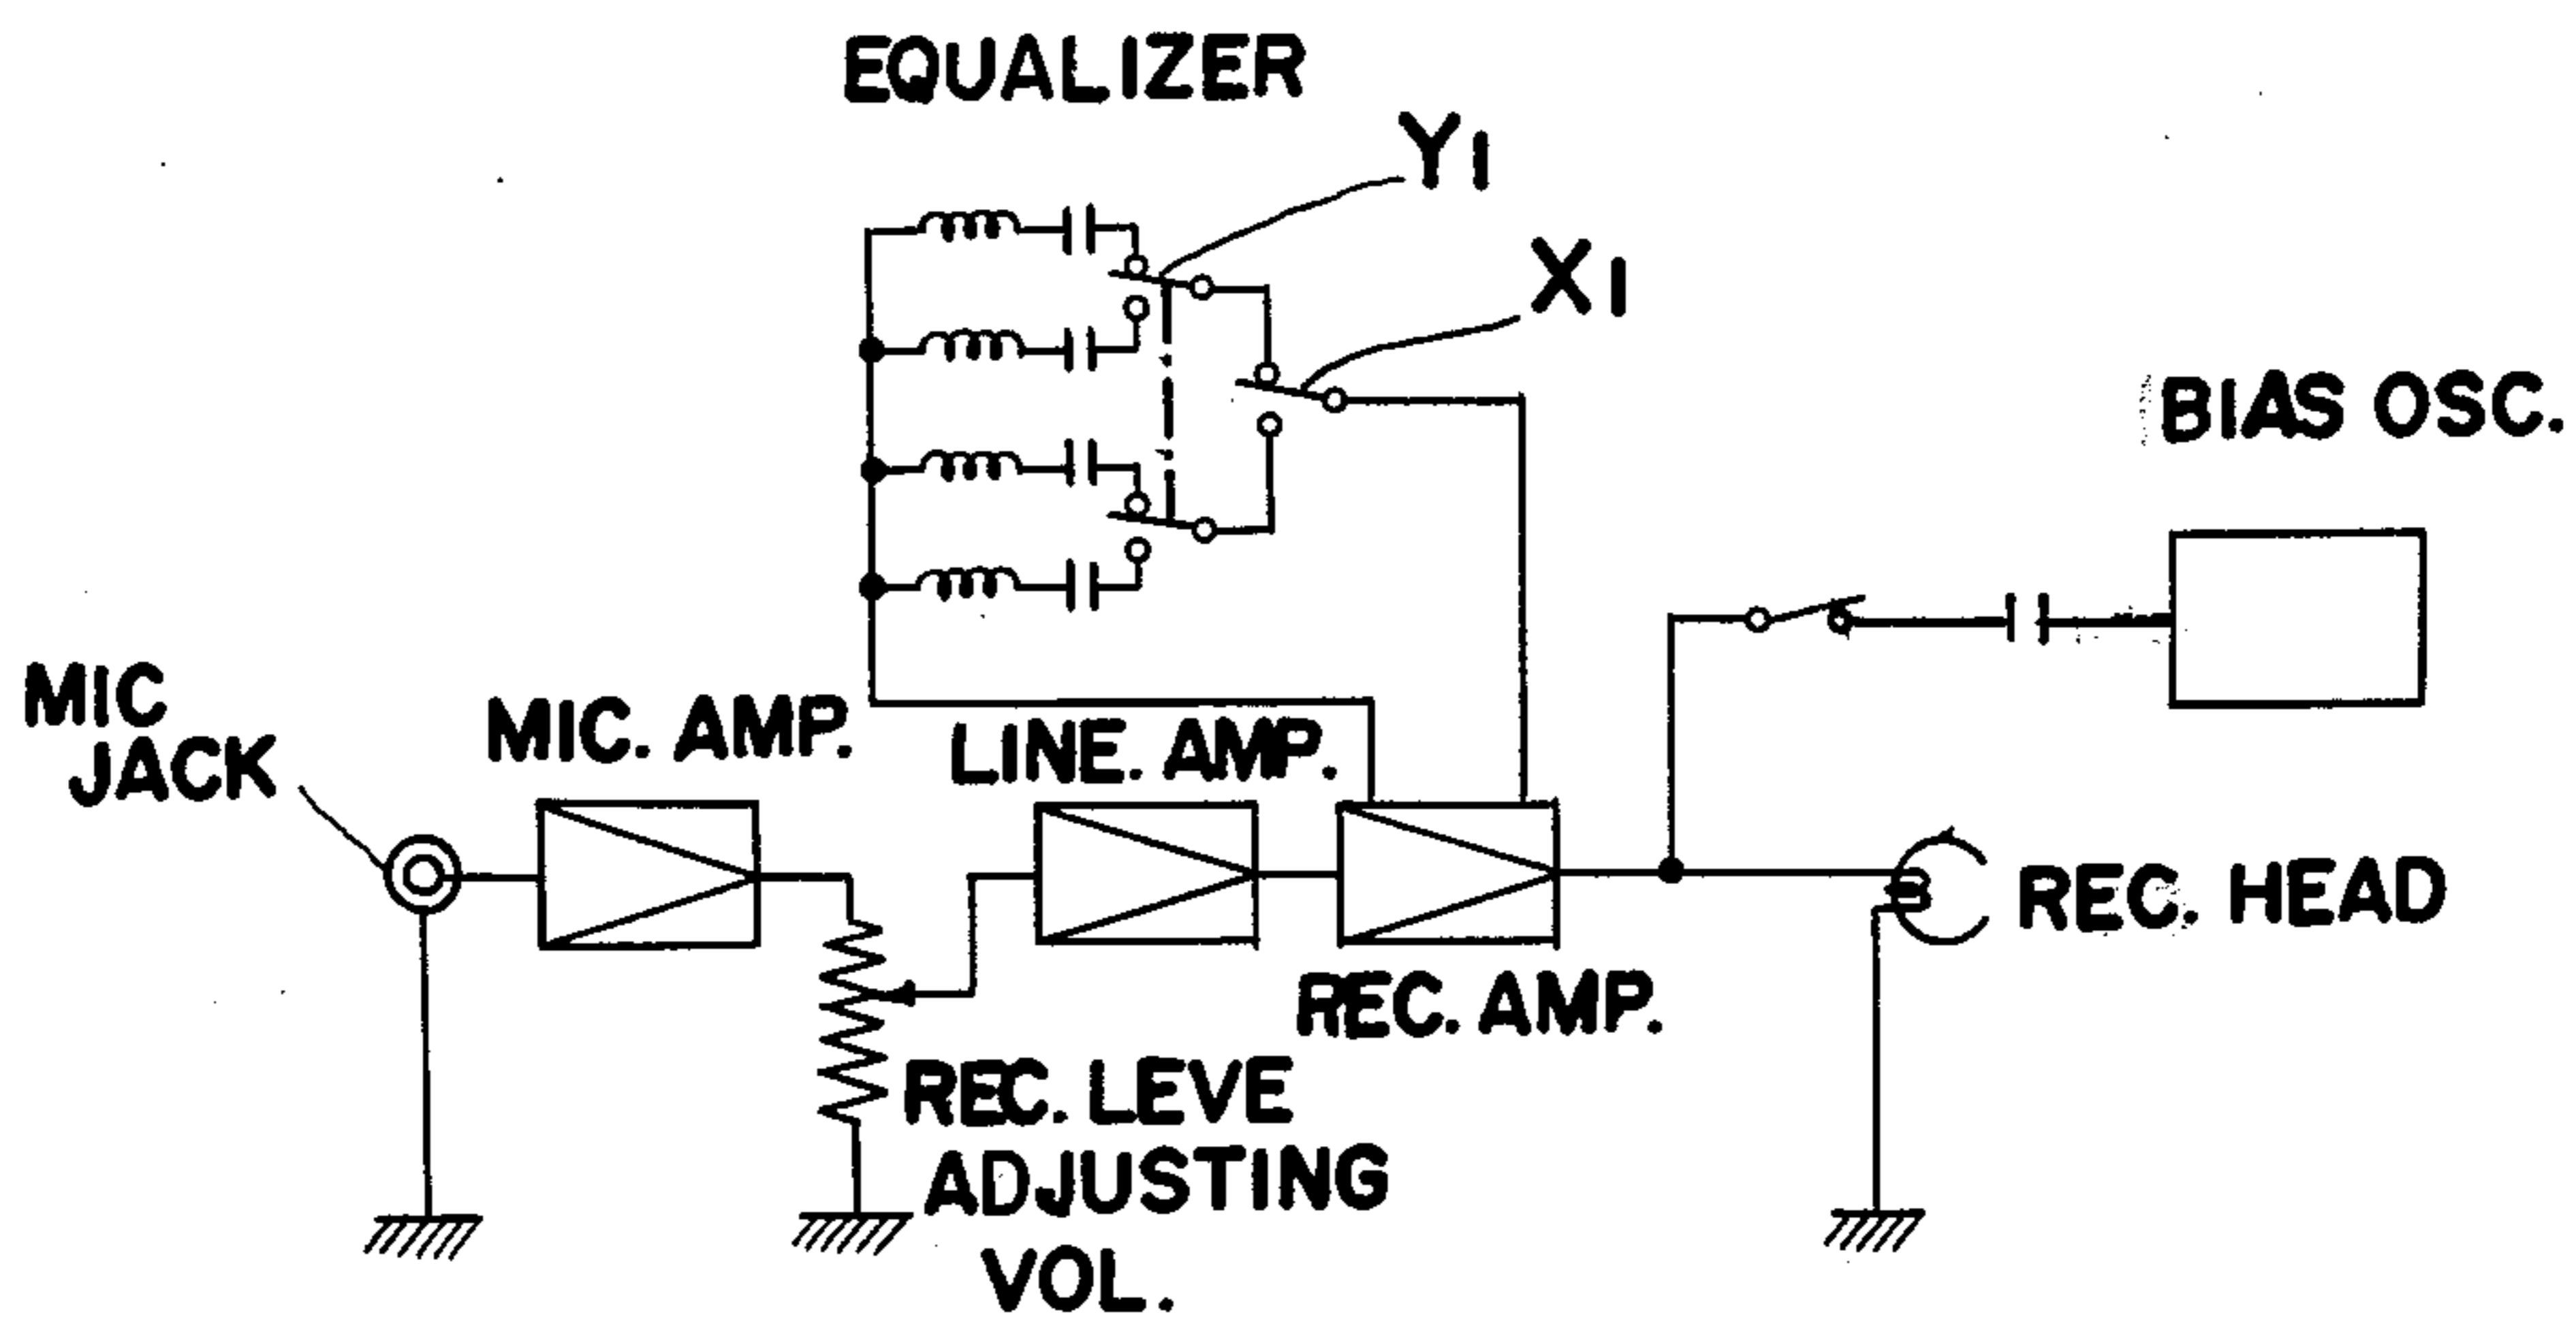 EQUALIZER
Y1
X1
BIAS OSC.
MIC
JACK
MIC. AMP.
LINE. AMP.
REC. HEAD
REC. AMP.
REC. LEVE
ADJUSTING
VOL.